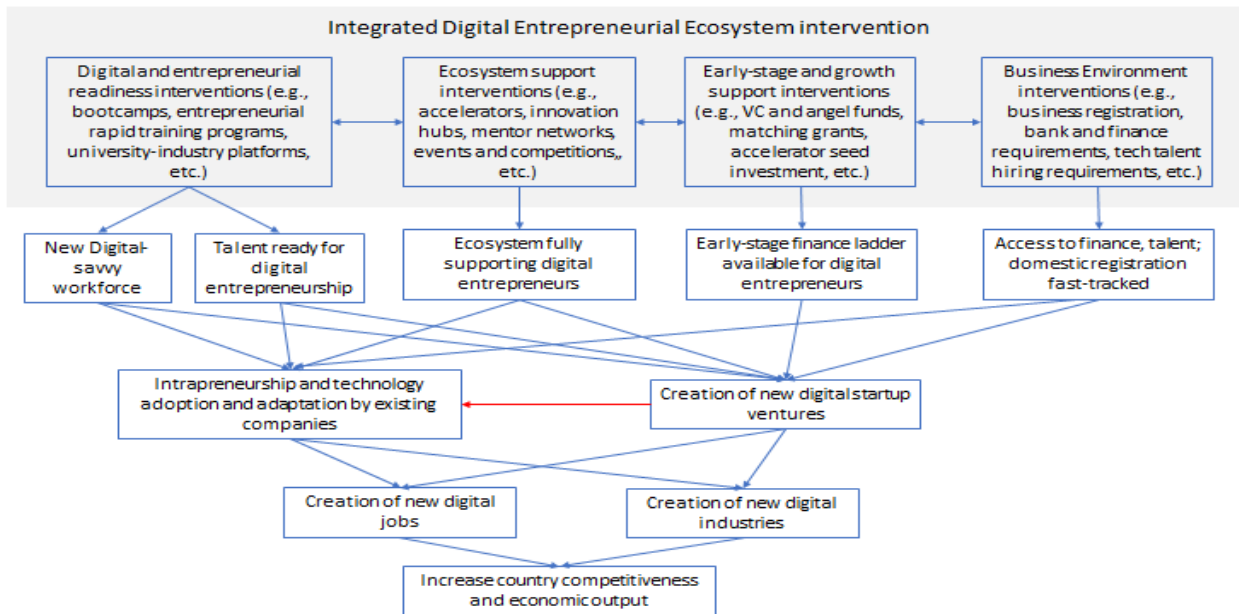 Integrated Digital Entrepreneurial Ecosystem intervention
Digital and entrepreneurial
readiness interventions (e.g.,
bootcamps, entrepreneurial
rapid training programs,
university-industry platforms,
etc.)
Ecosystem support
interventions (e.g.,
accelerators, innovation
hubs, mentor networks,
events and competitions,,
etc.)
Early-stage and growth
support interventions
(e.g., VC and angel funds,
matching grants,
accelerator seed
investment, etc.)
Business Environment
interventions (e.g.,
business registration,
bank and finance
requirements, tech talent
hiring requirements, etc.)
New Digital-
savvy
workforce
Talent ready for
digital
entrepreneurship
Ecosystem fully
supporting digital
entrepreneurs
Early-stage finance ladder
available for digital
entrepreneurs
Access to finance, talent;
domestic registration
fast-tracked
Intrapreneurship and technology
adoption and adaptation by existing
companies
Creation of new digital startup
ventures
Creation of new digital
jobs
Creation of new digital
industries
Increase country competitiveness
and economic output